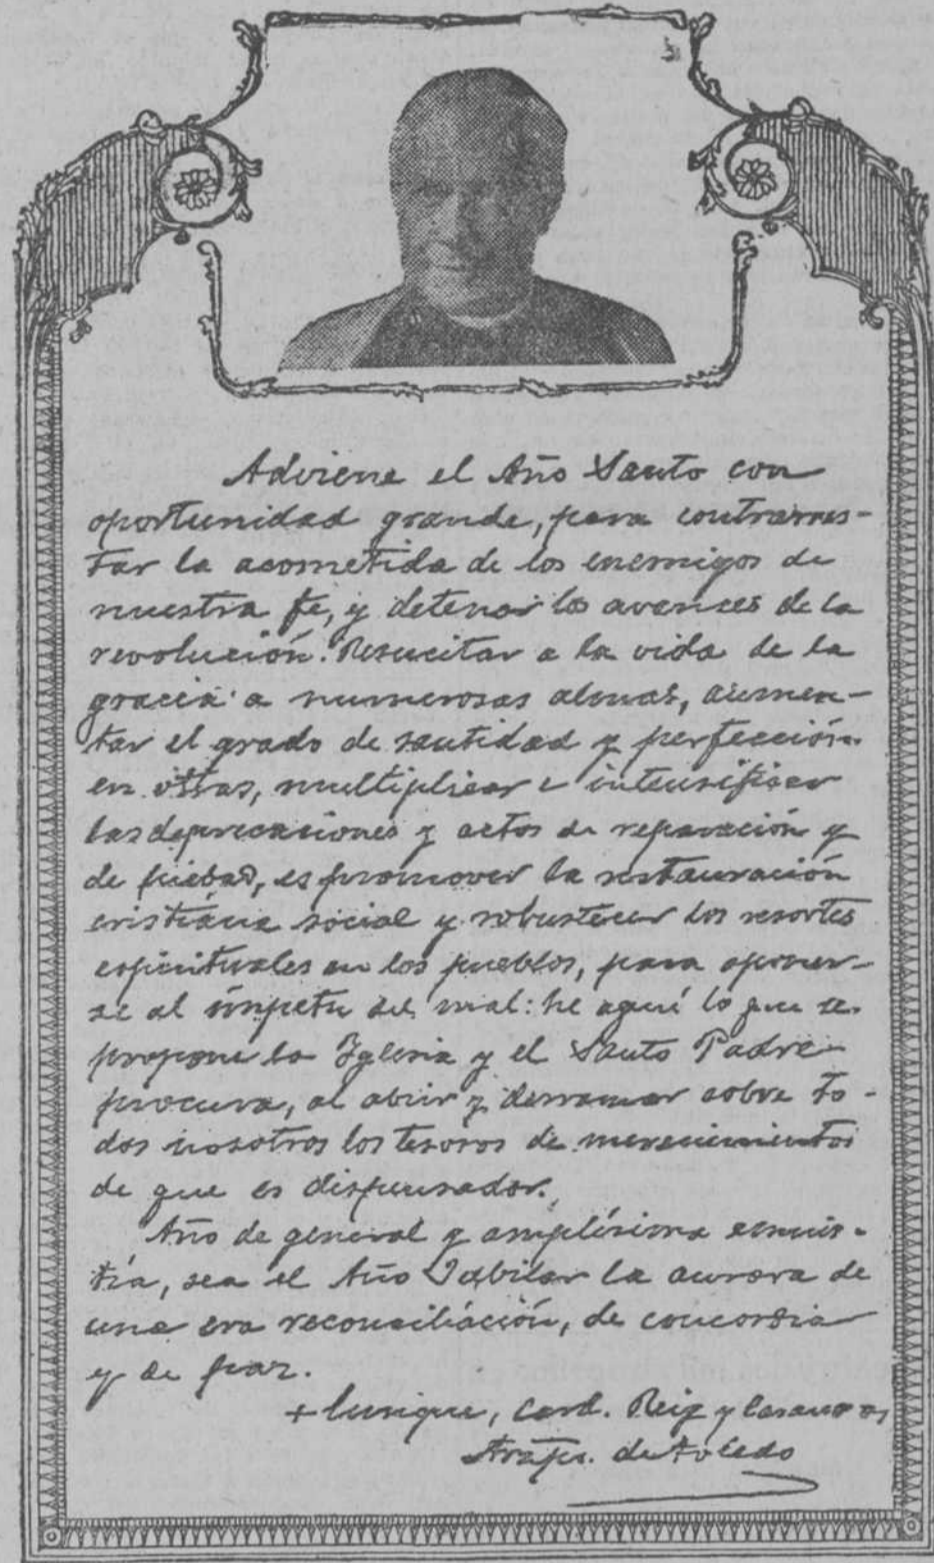 Adviene el Año Santo con
oportunidad grande, para contrarres-
tar la acometida de los enemigos de
nuestra fe, y detener los avances de la
revolución. Resucitar a la vida de la
gracia a numerosas almas, aumen-
tar el grado de santidad y perfección
en otras, multiplicar e intensificar
las deprecaciones y actos de reparación y
de piedad, es promover la restauración
cristiana social y robustecer los resortes
espirituales en los pueblos, para oponer-
se al ímpetu del mal: he aquí lo que se
propone la Iglesia y el Santo Padre
procura, al abrir y derramar sobre to-
dos nosotros los tesoros de merecimientos
de que es dispensador.
Año de general y amplísima amnis-
tía, sea el Año Jubilar la aurora de
una era reconciliación, de concordia
y de paz.
+ Enrique, Card. Reig y Casanova,
Arzpo. de Toledo